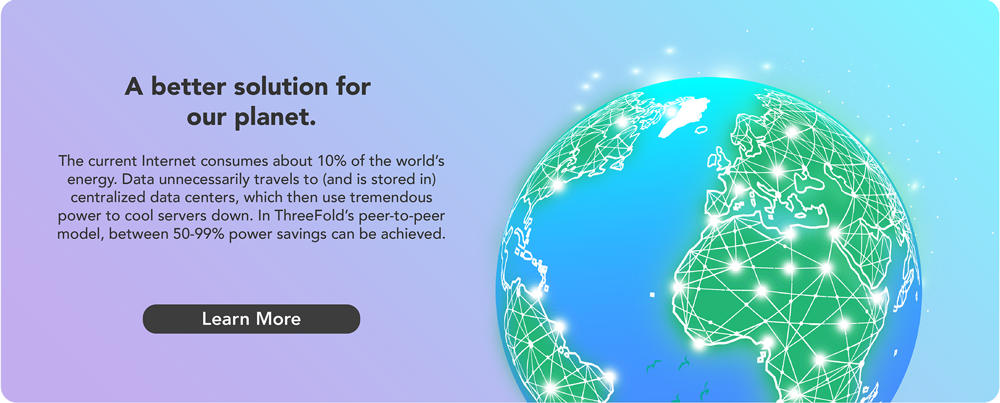 A better solution for
our planet.
The current Internet consumes about 10% of the world's
energy. Data unnecessarily travels to (and is stored in)
centralized data centers, which then use tremendous
power to cool servers down. In ThreeFold's peer-to-peer
model, between 50-99% power savings can be achieved.
Learn More